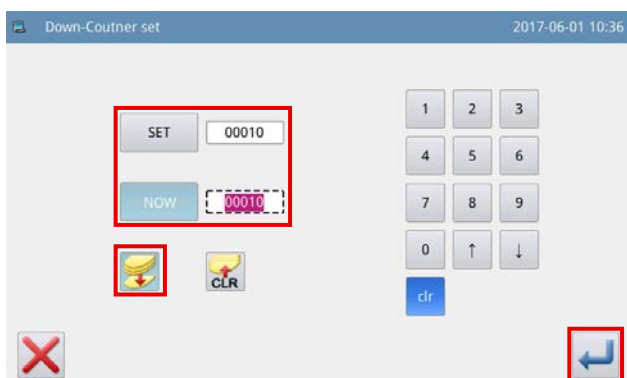 Down-Coutner set 2017-06-01 10:36
SET 00010
NOW 00010
CLR
1 2 3
4 5 6
7 8 9
0 ↑ ↓
clr